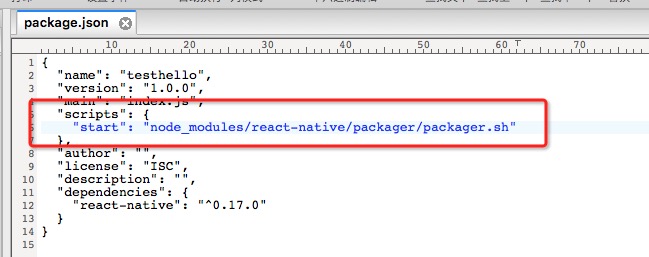 package.json
10 20 30 40 50 60 70
1 {
2 "name": "testhello",
3 "version": "1.0.0",
4 "main": "index.js",
5 "scripts": {
6 "start": "node_modules/react-native/packager/packager.sh"
7 },
8 "author": "",
9 "license": "ISC",
10 "description": "",
11 "dependencies": {
12 "react-native": "^0.17.0"
13 }
14 }
15